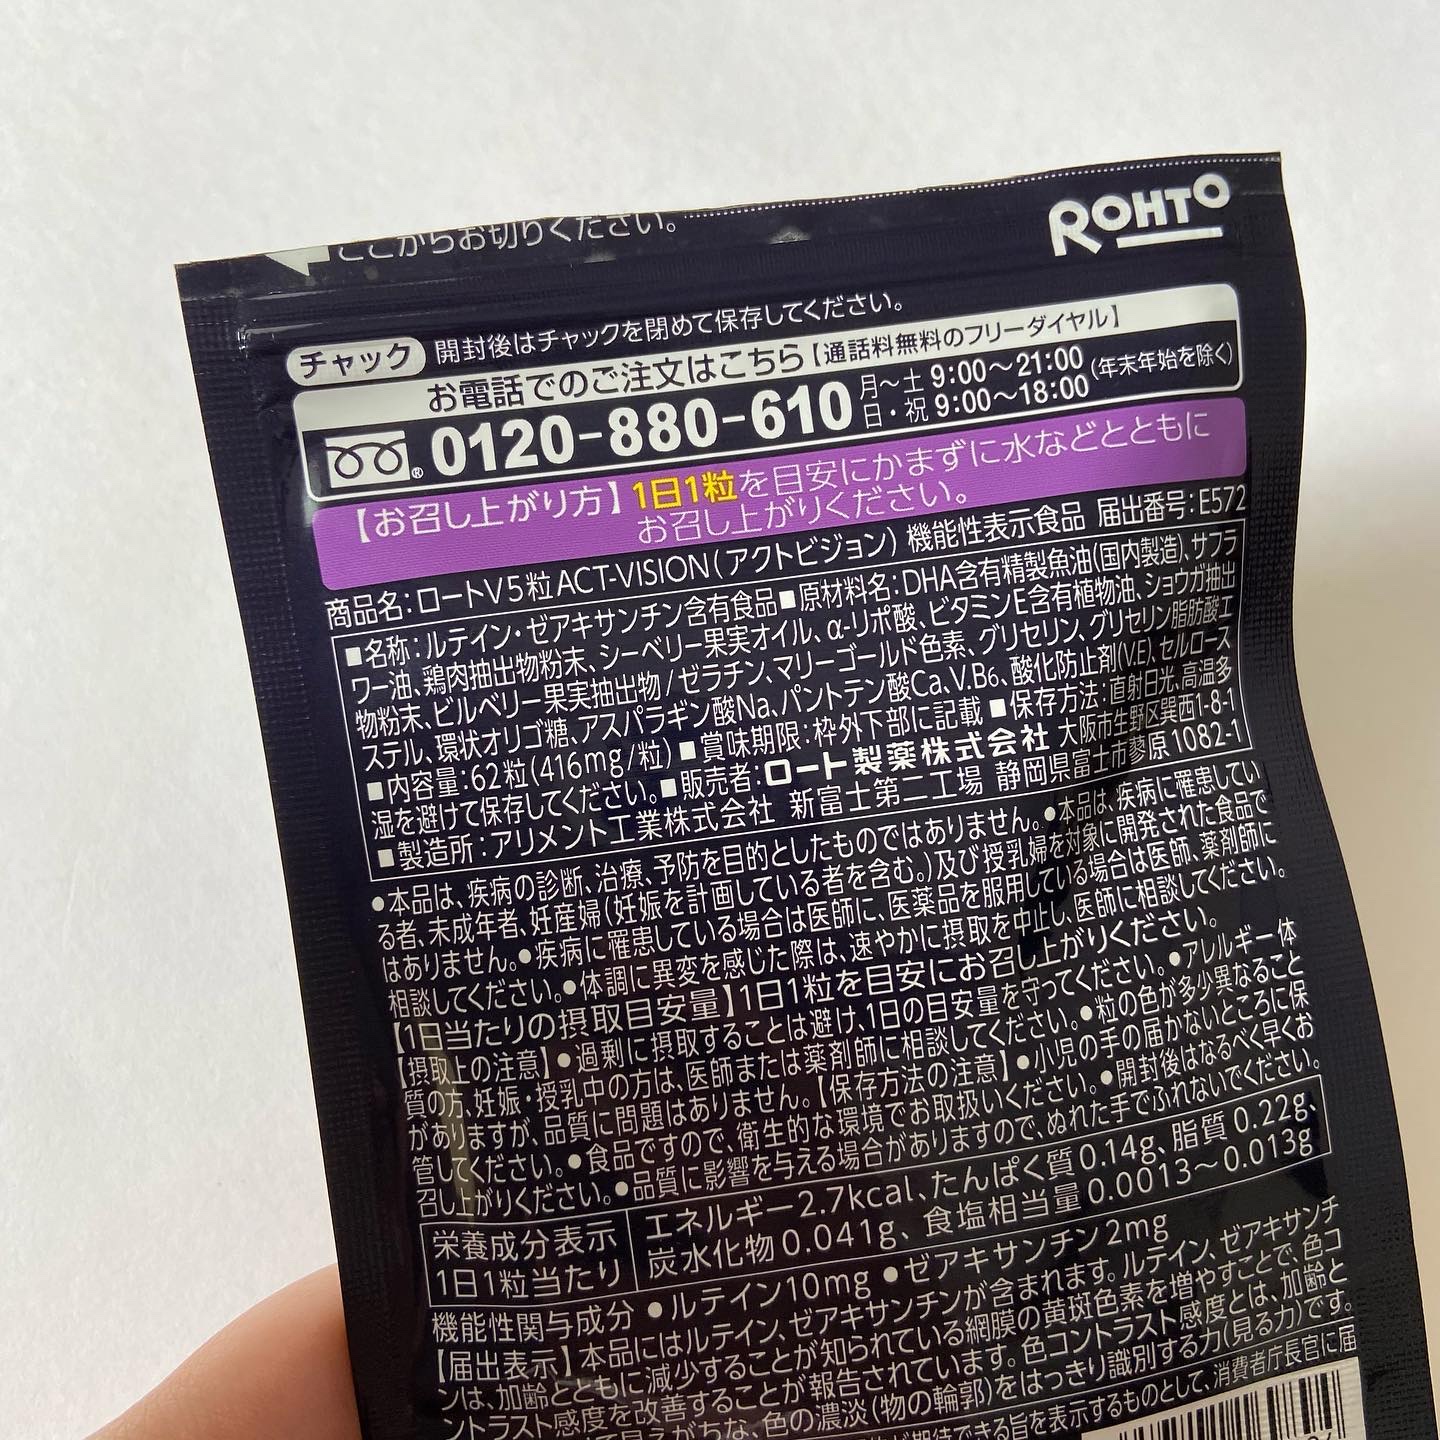 ここからお切りください。
ROHTO
チャック 開封後はチャックを閉めて保存してください。
お電話でのご注文はこちら【通話料無料のフリーダイヤル】
0120-880-610 月～土 9:00～21:00 (年末年始を除く)
日・祝 9:00～18:00
【お召し上がり方】1日1粒を目安にかまずに水などとともに
お召し上がりください。
商品名:ロートV5粒ACT-VISION(アクトビジョン) 機能性表示食品 届出番号:E572
■名称:ルテイン・ゼアキサンチン含有食品■原材料名:DHA含有精製魚油(国内製造)、サフラ
ワー油、鶏肉抽出物粉末、シーベリー果実オイル、α-リポ酸、ビタミンE含有植物油、ショウガ抽出
物粉末、ビルベリー果実抽出物/ゼラチン、マリーゴールド色素、グリセリン、グリセリン脂肪酸エ
ステル、環状オリゴ糖、アスパラギン酸Na、パントテン酸Ca、V.B6、酸化防止剤(V.E)、セルロース
■内容量:62粒(416mg/粒)■賞味期限:枠外下部に記載■保存方法:直射日光、高温多
湿を避けて保存してください。■販売者:ロート製薬株式会社 大阪市生野区巽西1-8-1
■製造所:アリメント工業株式会社 新富士第二工場 静岡県富士市蓼原1082-1
●本品は、疾病の診断、治療、予防を目的としたものではありません。●本品は、疾病に罹患してい
る者、未成年者、妊産婦(妊娠を計画している者を含む。)及び授乳婦を対象に開発された食品で
はありません。●疾病に罹患している場合は医師に、医薬品を服用している場合は医師、薬剤師に
相談してください。●体調に異変を感じた際は、速やかに摂取を中止し、医師に相談してください。
【1日当たりの摂取目安量】1日1粒を目安にお召し上がりください。
【摂取上の注意】●過剰に摂取することは避け、1日の目安量を守ってください。●アレルギー体
質の方、妊娠・授乳中の方は、医師または薬剤師に相談してください。●粒の色が多少異なること
がありますが、品質に問題はありません。【保存方法の注意】●小児の手の届かないところに保
管してください。●食品ですので、衛生的な環境でお取扱いください。●開封後はなるべく早くお
召し上がりください。●品質に影響を与える場合がありますので、ぬれた手でふれないでください。
栄養成分表示 エネルギー2.7kcal、たんぱく質0.14g、脂質0.22g、
1日1粒当たり 炭水化物0.041g、食塩相当量0.0013～0.013g
機能性関与成分 ●ルテイン10mg ●ゼアキサンチン2mg
【届出表示】本品にはルテイン、ゼアキサンチンが含まれます。ルテイン、ゼアキサンチ
ンは、加齢とともに減少することが知られている網膜の黄斑色素を増やすことで、色コ
ントラスト感度を改善することが報告されています。色コントラスト感度とは、加齢と
色の濃淡(物の輪郭)をはっきり識別する力(見る力)です。
が期待できる旨を表示するものとして、消費者庁長官に届